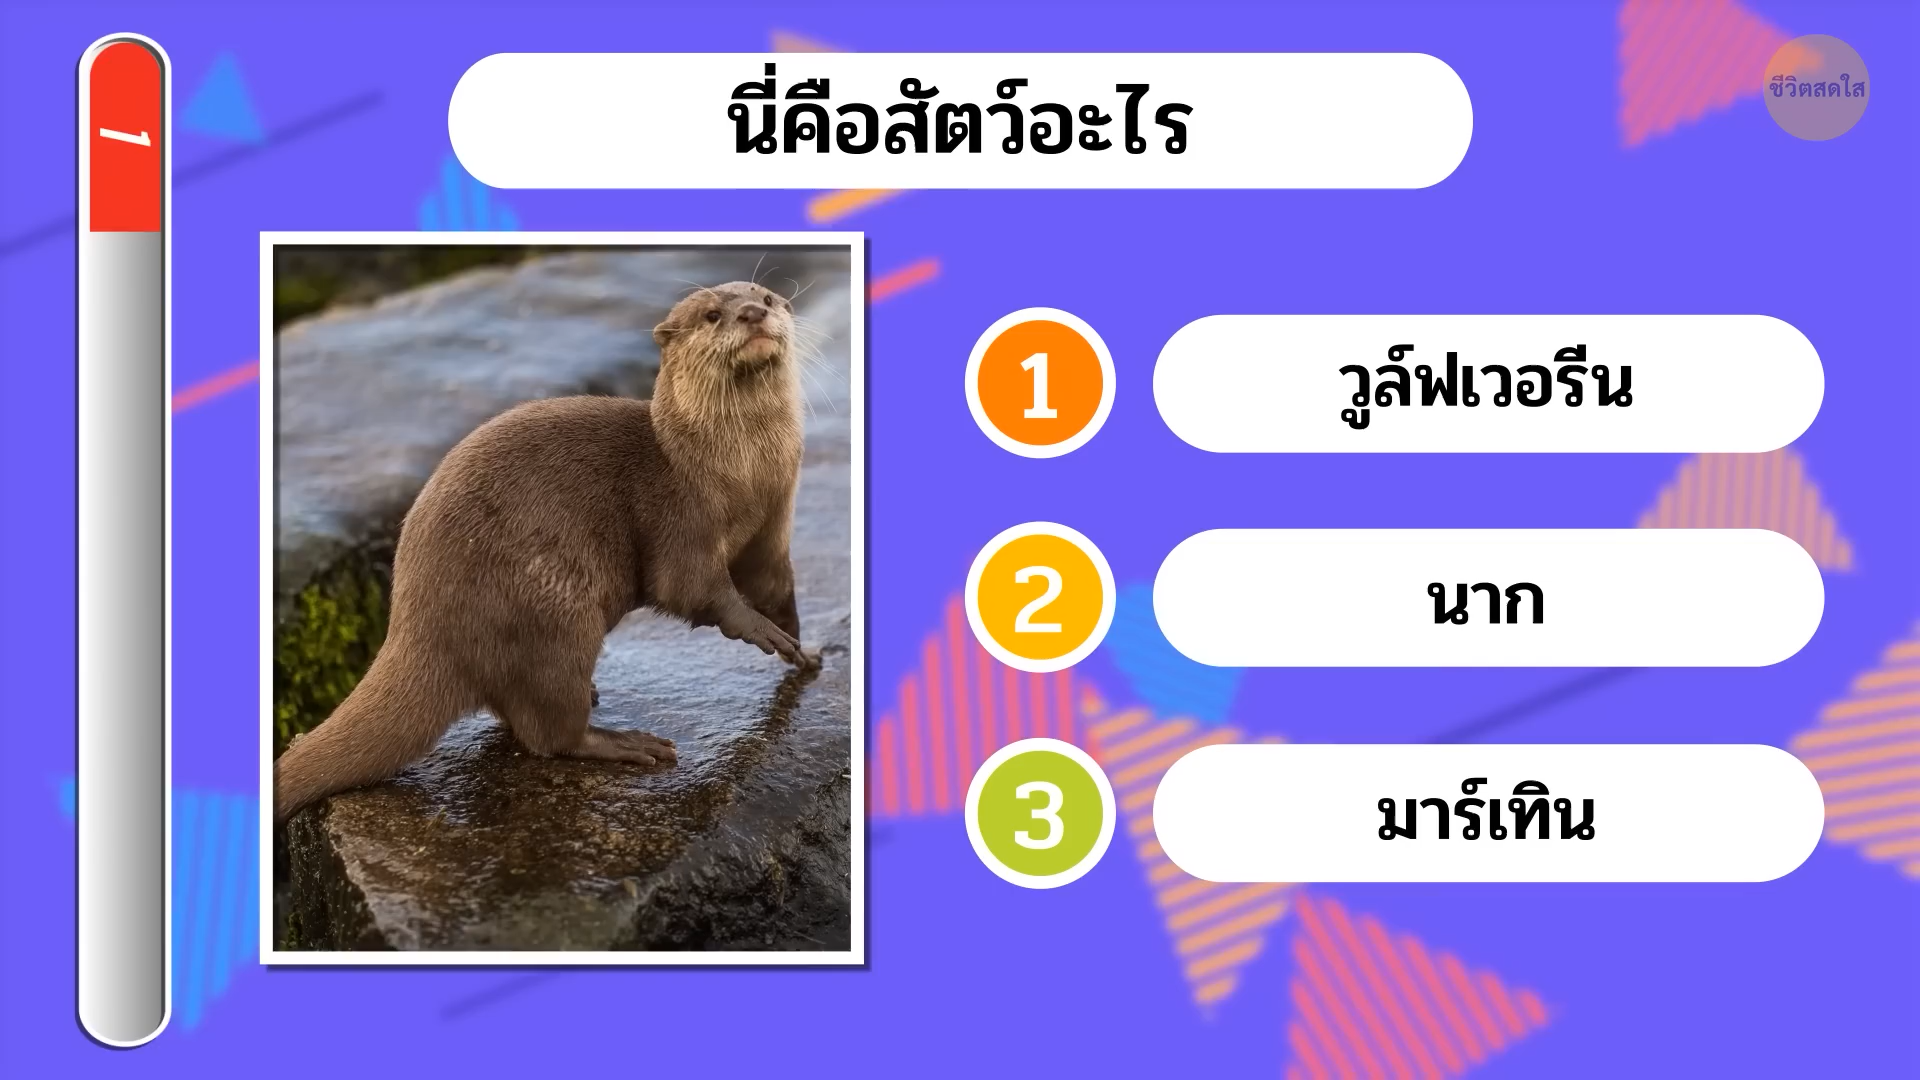 นี่คือสัตว์อะไร
ชีวิตสดใส
1
1
วูล์ฟเวอรีน
2
นาก
3
มาร์เทิน